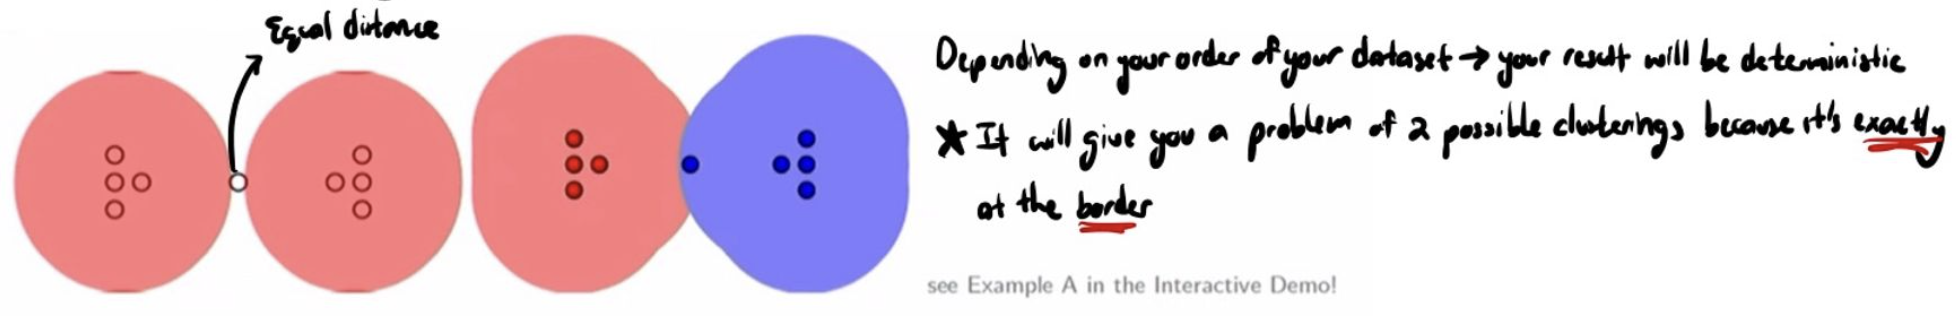 Equal distance
Depending on your order of your dataset → your result will be deterministic
* It will give you a problem of 2 possible clusterings because it's exactly
at the border
see Example A in the Interactive Demo!